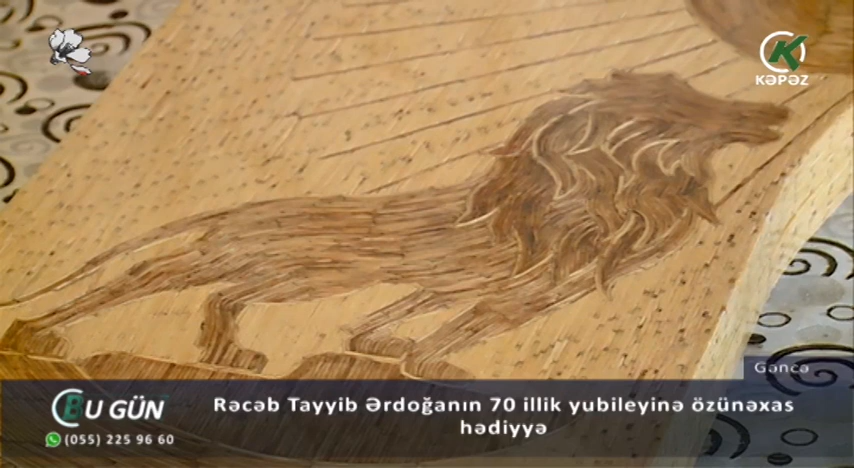 KƏPƏZ
Gəncə
BU GÜN
(055) 225 96 60
Rəcəb Tayyib Ərdoğanın 70 illik yubileyinə özünəxas
hədiyyə